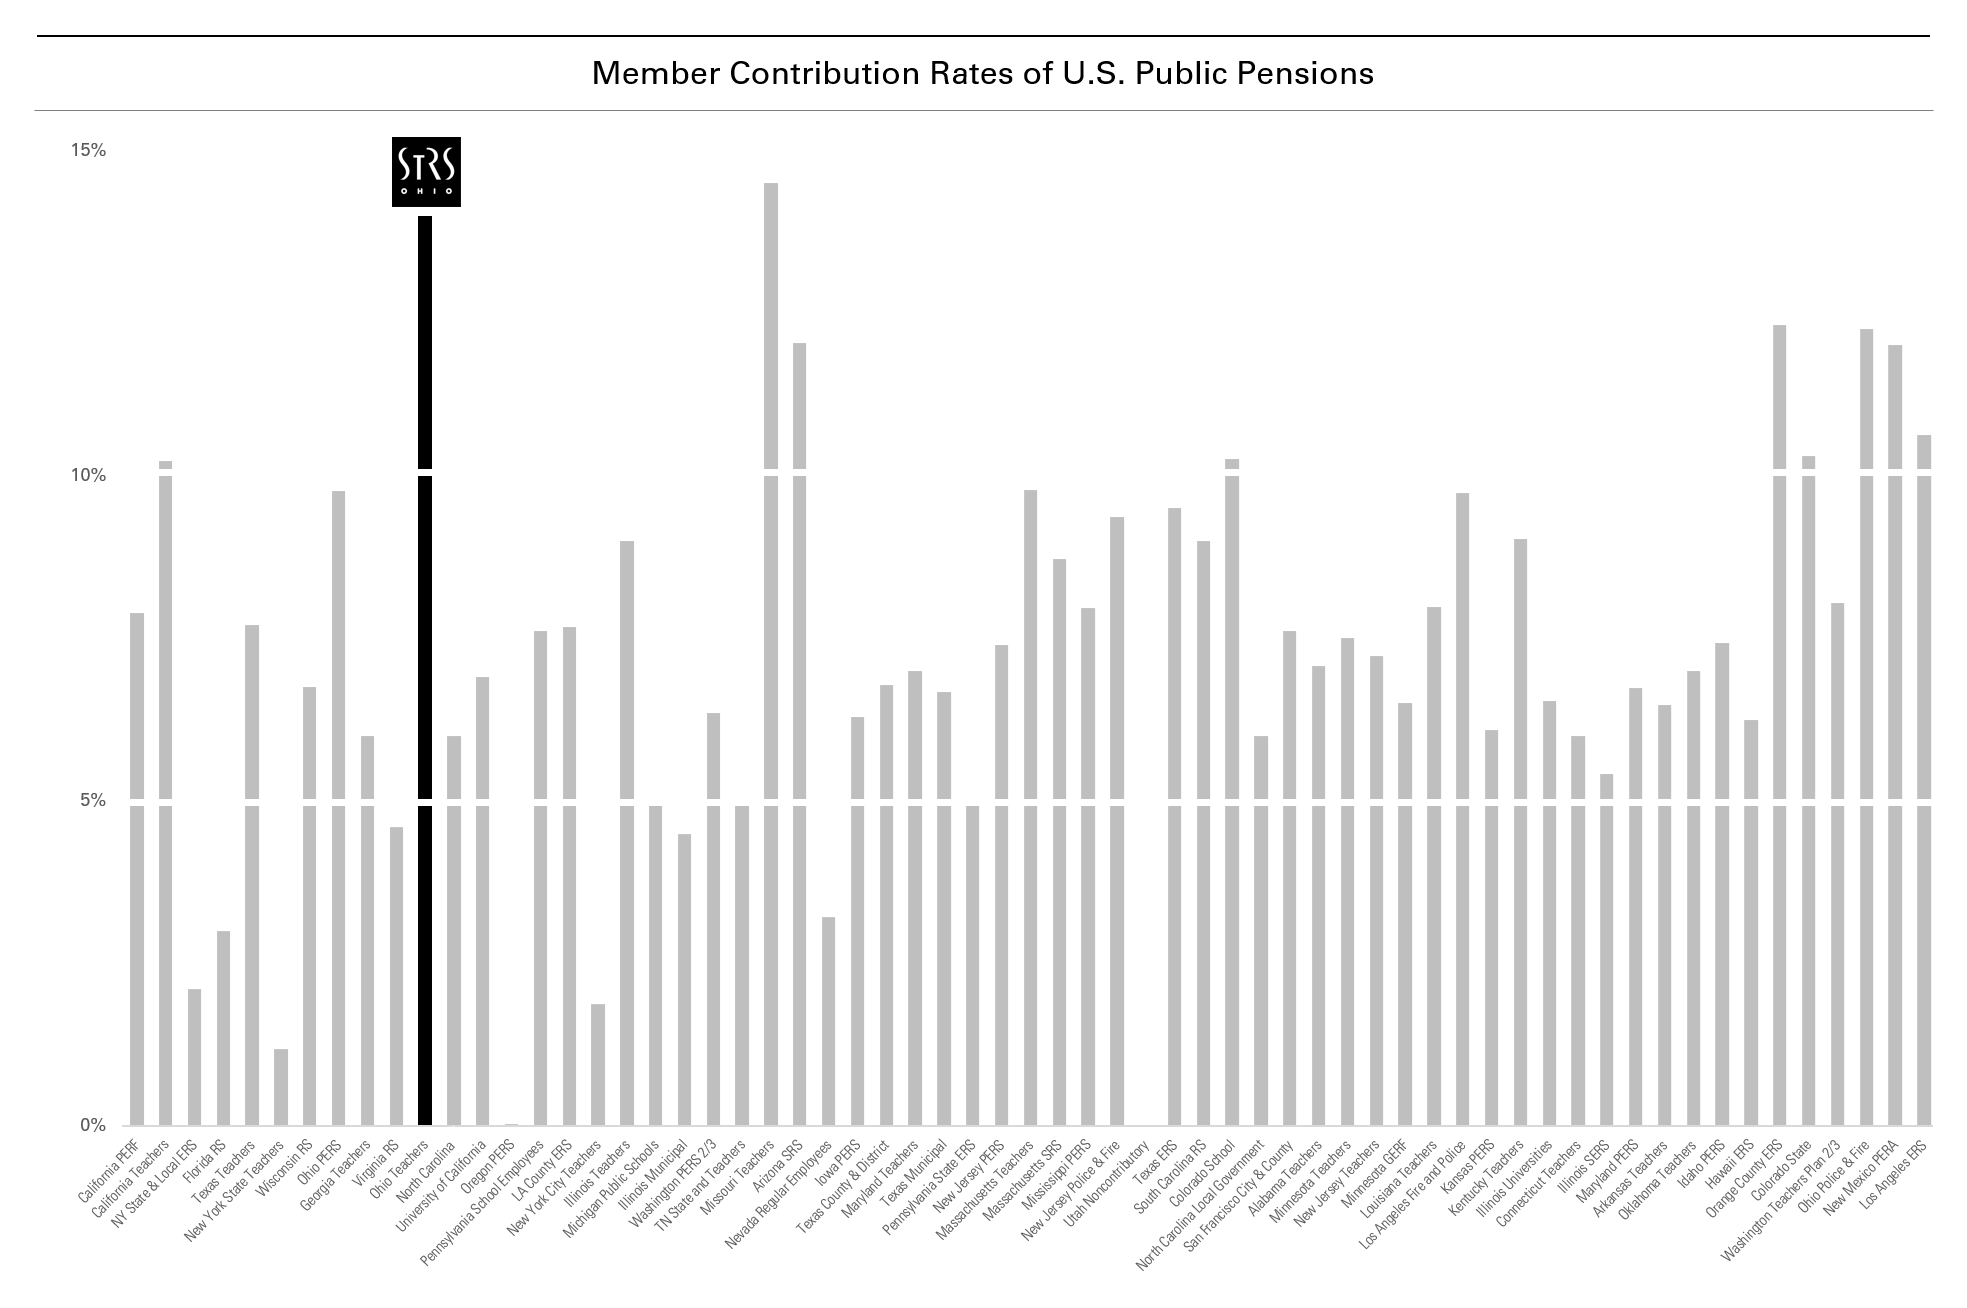 Member Contribution Rates of U.S. Public Pensions
15%
STRS
OHIO
10%
5%
0%
California PERF
California Teachers
NY State & Local ERS
Florida RS
Texas Teachers
New York State Teachers
Wisconsin RS
Ohio PERS
Georgia Teachers
Virginia RS
Ohio Teachers
North Carolina
University of California
Oregon PERS
Pennsylvania School Employees
LA County ERS
New York City Teachers
Illinois Teachers
Michigan Public Schools
Illinois Municipal
Washington PERS 2/3
TN State and Teachers
Missouri Teachers
Arizona SRS
Nevada Regular Employees
Iowa PERS
Texas County & District
Maryland Teachers
Texas Municipal
Pennsylvania State ERS
New Jersey PERS
Massachusetts Teachers
Massachusetts SRS
Mississippi PERS
New Jersey Police & Fire
Utah Noncontributory
Texas ERS
South Carolina RS
Colorado School
North Carolina Local Government
San Francisco City & County
Alabama Teachers
Minnesota Teachers
New Jersey Teachers
Minnesota GERF
Louisiana Teachers
Los Angeles Fire and Police
Kansas PERS
Kentucky Teachers
Illinois Universities
Connecticut Teachers
Illinois SERS
Maryland PERS
Arkansas Teachers
Oklahoma Teachers
Idaho PERS
Hawaii ERS
Orange County ERS
Colorado State
Washington Teachers Plan 2/3
Ohio Police & Fire
New Mexico PERA
Los Angeles ERS